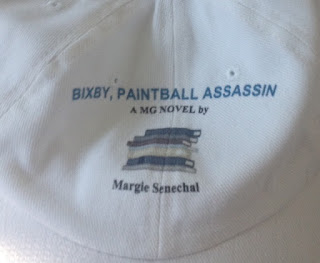 BIXBY, PAINTBALL ASSASSIN
A MG NOVEL by
Margie Senechal